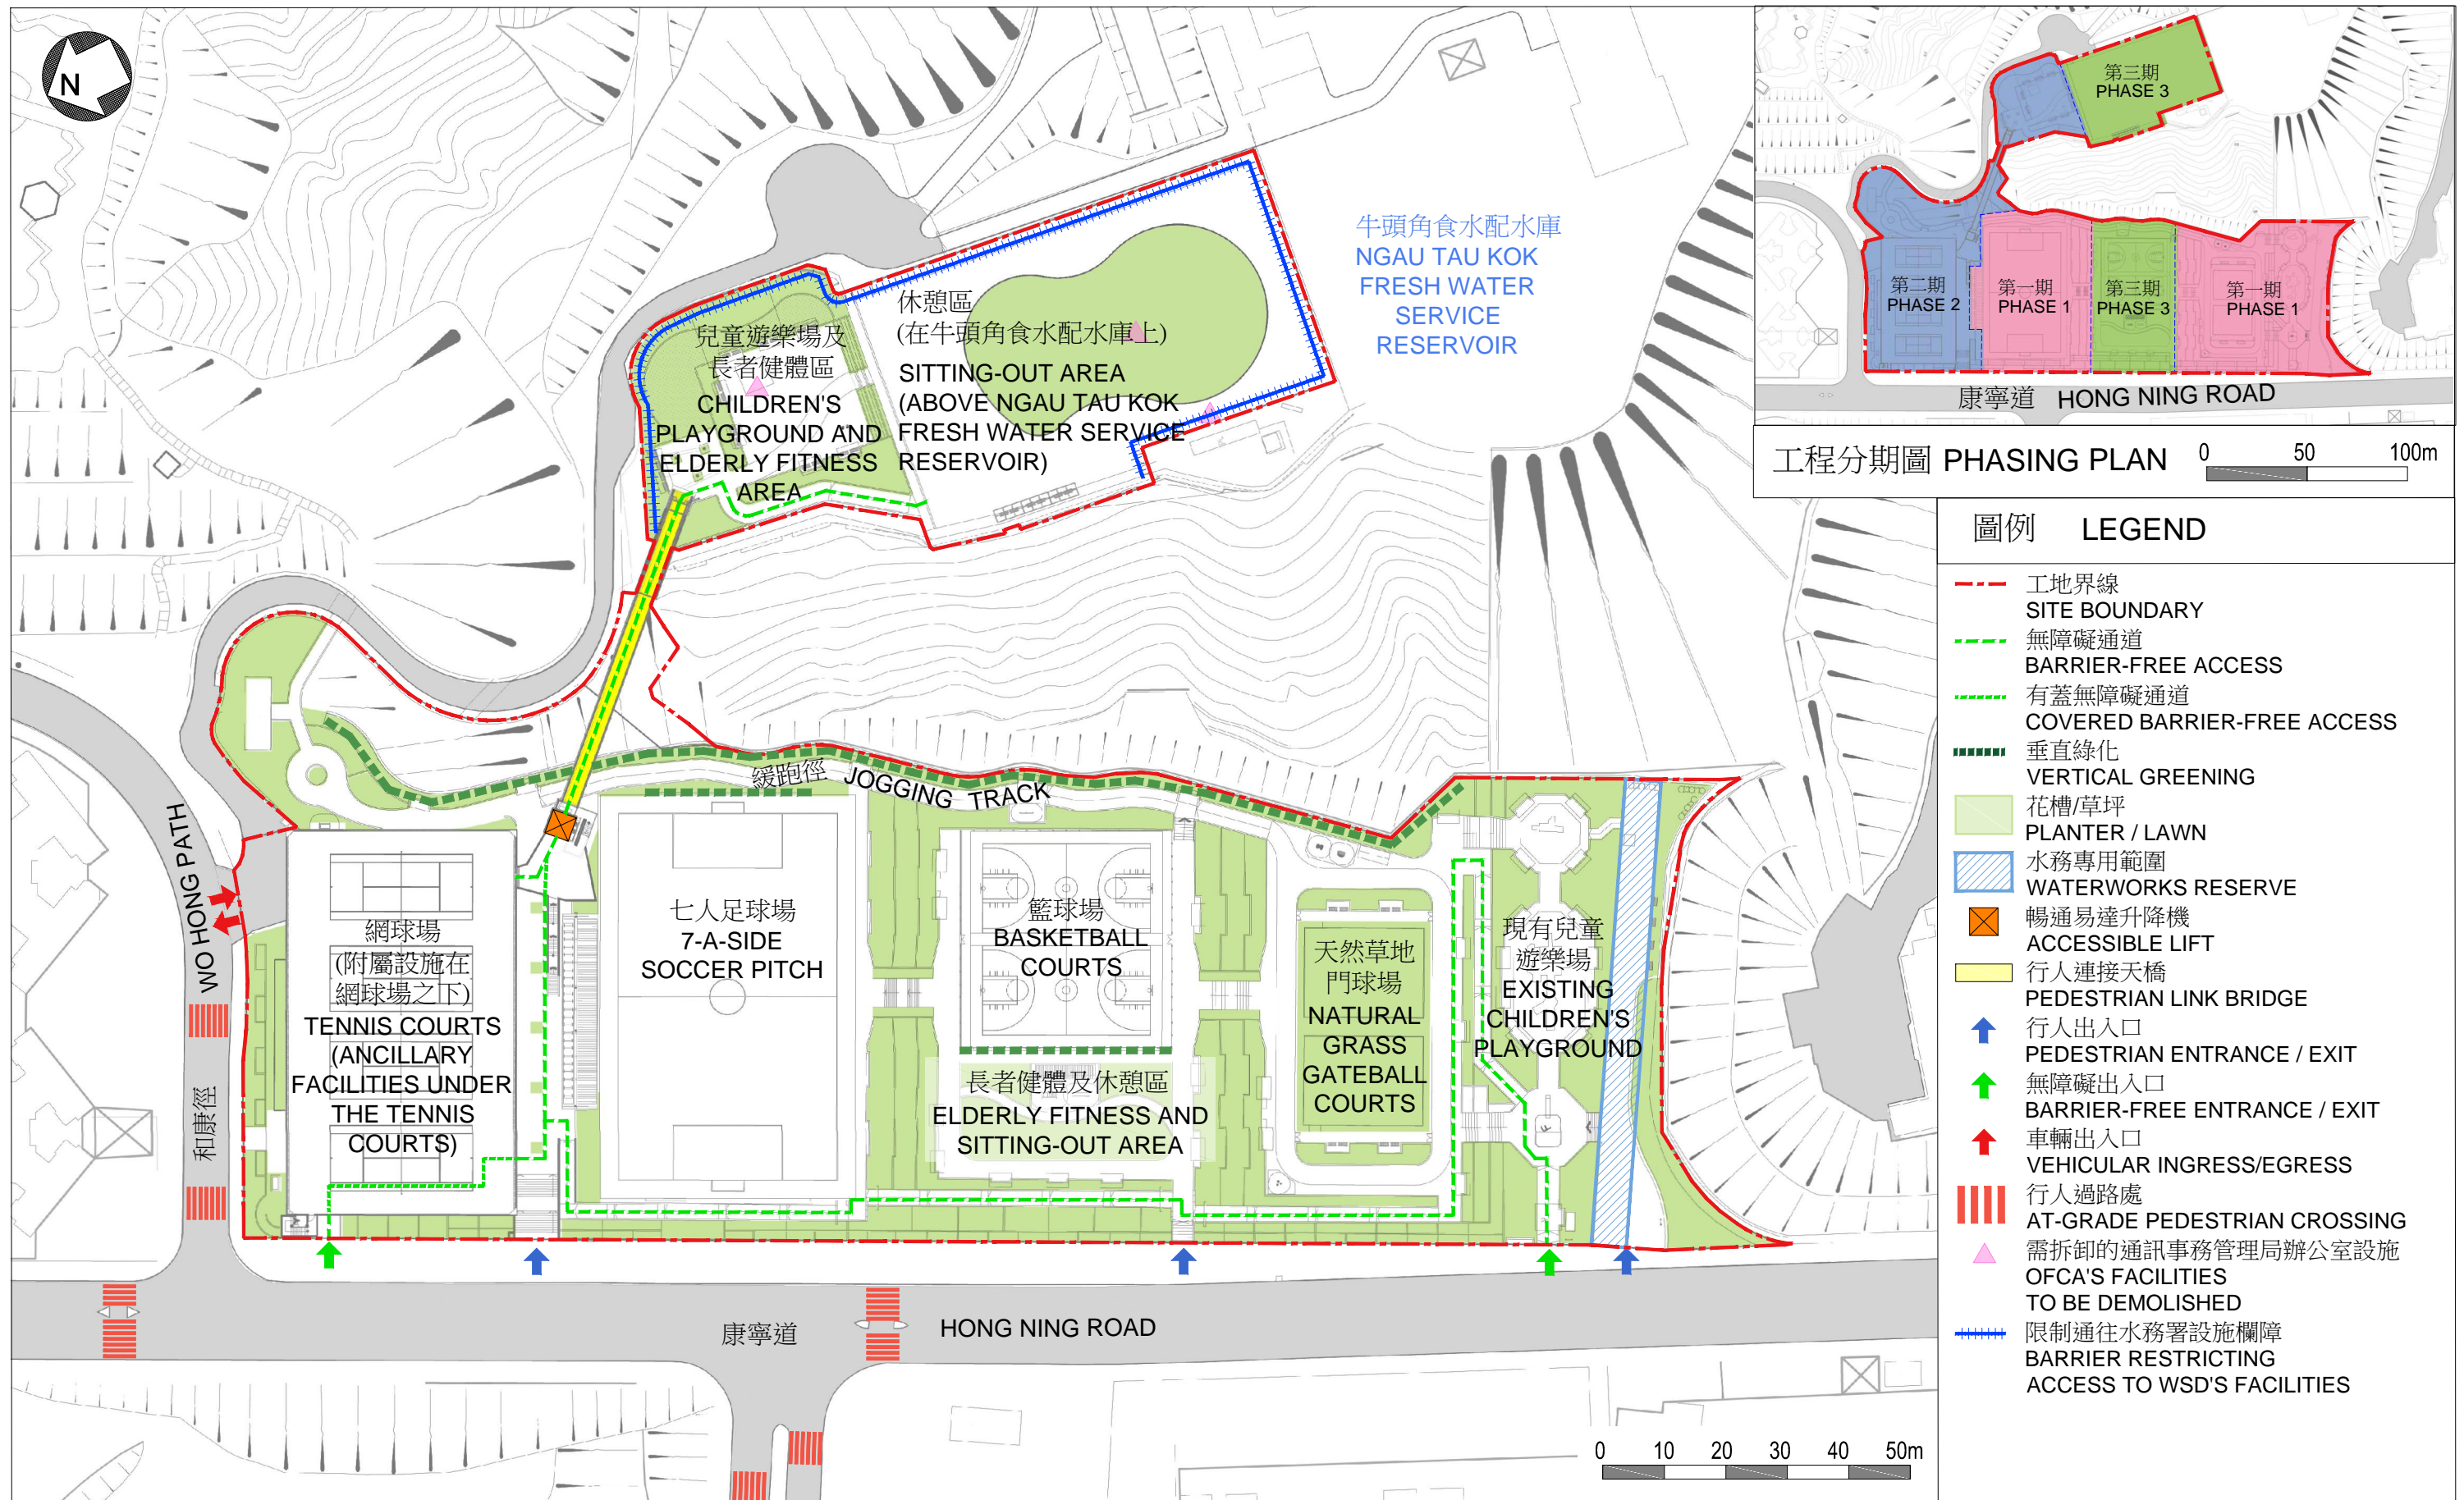 N
兒童遊樂場及
長者健體區
CHILDREN'S
PLAYGROUND AND
ELDERLY FITNESS
AREA
休憩區
(在牛頭角食水配水庫上)
SITTING-OUT AREA
(ABOVE NGAU TAU KOK
FRESH WATER SERVICE
RESERVOIR)
牛頭角食水配水庫
NGAU TAU KOK
FRESH WATER
SERVICE
RESERVOIR
緩跑徑 JOGGING TRACK
WO HONG PATH
和康徑
網球場
(附屬設施在
網球場之下)
TENNIS COURTS
(ANCILLARY
FACILITIES UNDER
THE TENNIS
COURTS)
七人足球場
7-A-SIDE
SOCCER PITCH
籃球場
BASKETBALL
COURTS
長者健體及休憩區
ELDERLY FITNESS AND
SITTING-OUT AREA
天然草地
門球場
NATURAL
GRASS
GATEBALL
COURTS
現有兒童
遊樂場
EXISTING
CHILDREN'S
PLAYGROUND
康寧道 HONG NING ROAD
0 10 20 30 40 50m
第三期
PHASE 3
第二期
PHASE 2
第一期
PHASE 1
第三期
PHASE 3
第一期
PHASE 1
康寧道 HONG NING ROAD
工程分期圖 PHASING PLAN
0 50 100m
圖例 LEGEND
工地界線
SITE BOUNDARY
無障礙通道
BARRIER-FREE ACCESS
有蓋無障礙通道
COVERED BARRIER-FREE ACCESS
垂直綠化
VERTICAL GREENING
花槽/草坪
PLANTER / LAWN
水務專用範圍
WATERWORKS RESERVE
暢通易達升降機
ACCESSIBLE LIFT
行人連接天橋
PEDESTRIAN LINK BRIDGE
行人出入口
PEDESTRIAN ENTRANCE / EXIT
無障礙出入口
BARRIER-FREE ENTRANCE / EXIT
車輛出入口
VEHICULAR INGRESS/EGRESS
行人過路處
AT-GRADE PEDESTRIAN CROSSING
需拆卸的通訊事務管理局辦公室設施
OFCA'S FACILITIES
TO BE DEMOLISHED
限制通往水務署設施欄障
BARRIER RESTRICTING
ACCESS TO WSD'S FACILITIES